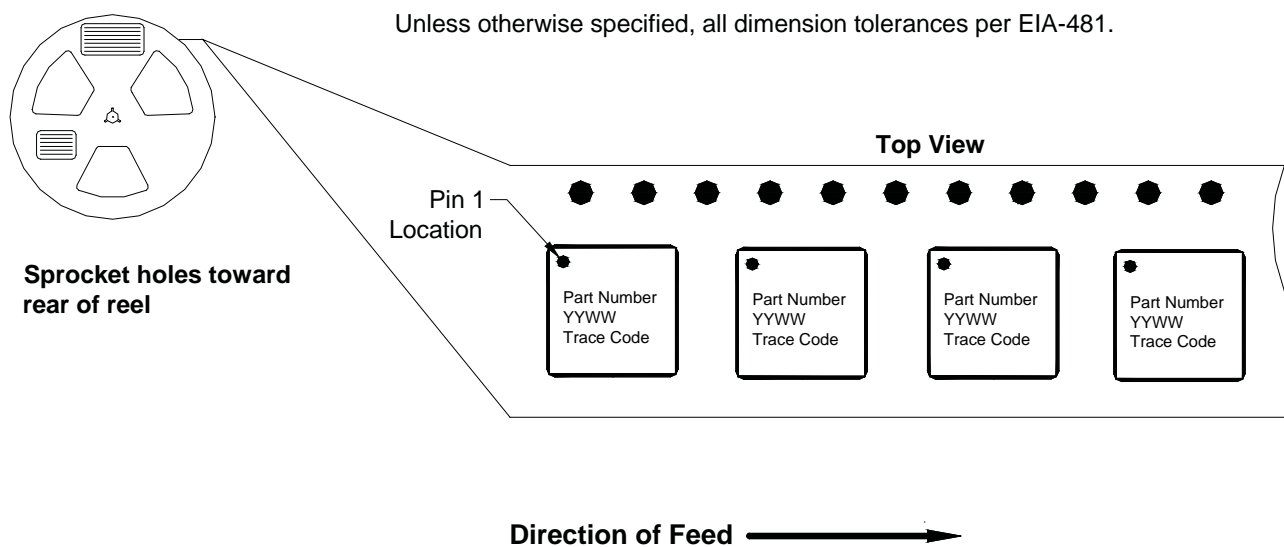 Unless otherwise specified, all dimension tolerances per EIA-481.
Top View
Pin 1
Location
Sprocket holes toward
rear of reel
Part Number
YYWW
Trace Code
Part Number
YYWW
Trace Code
Part Number
YYWW
Trace Code
Part Number
YYWW
Trace Code
Direction of Feed